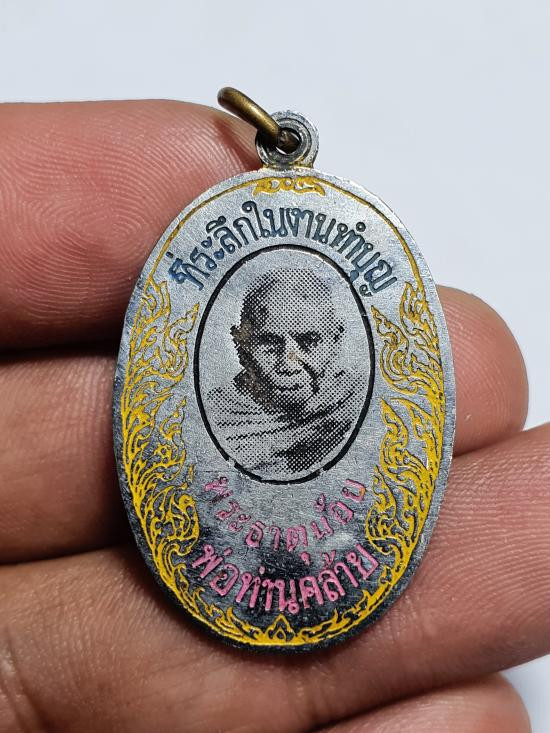 ที่ระลึกในงานทำบุญ
พระธาตุน้อย
พ่อท่านคล้าย